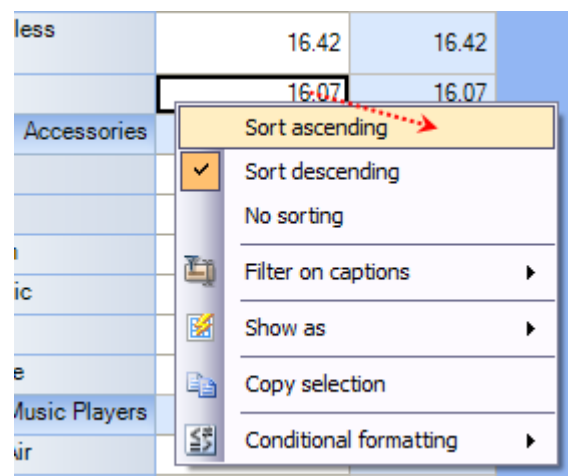 less
16.42 16.42
16.07 16.07
Accessories
Sort ascending
Sort descending
No sorting
ic
Filter on captions
Show as
e
Copy selection
Music Players
Conditional formatting